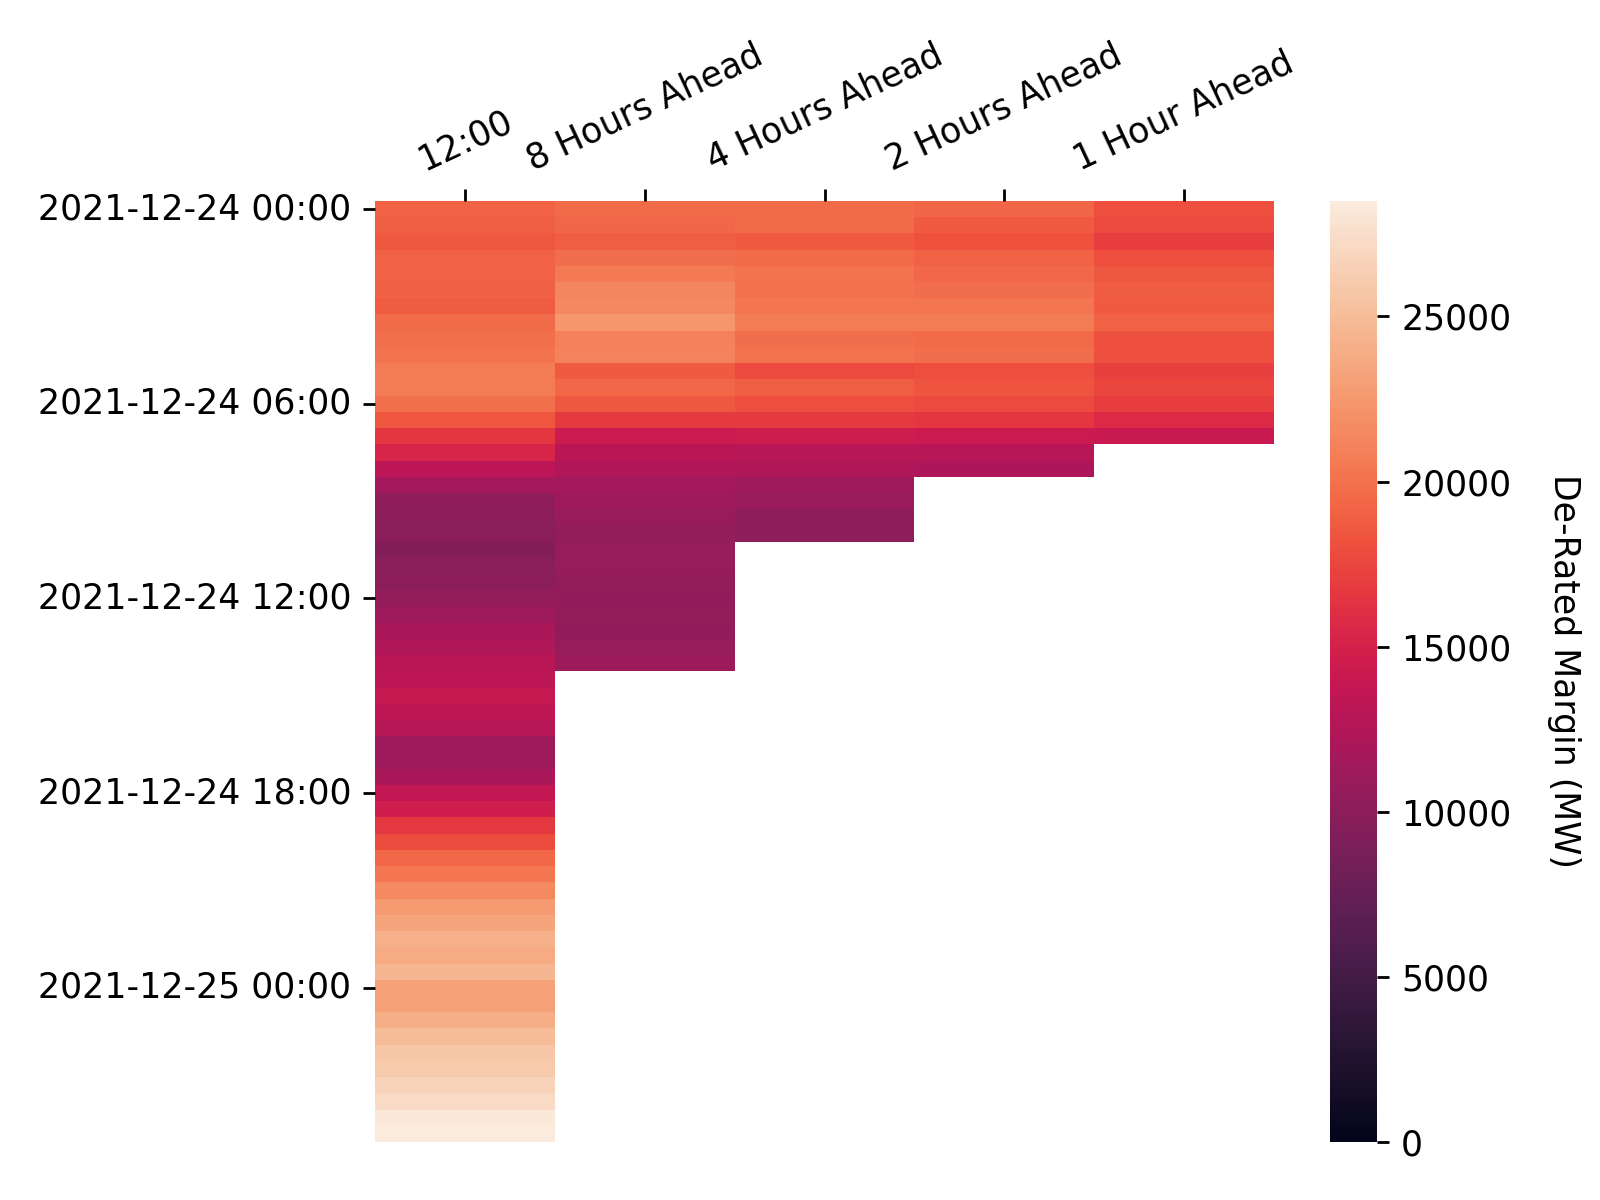 12:00
8 Hours Ahead
4 Hours Ahead
2 Hours Ahead
1 Hour Ahead
2021-12-24 00:00
2021-12-24 06:00
2021-12-24 12:00
2021-12-24 18:00
2021-12-25 00:00
25000
20000
15000
10000
5000
0
De-Rated Margin (MW)